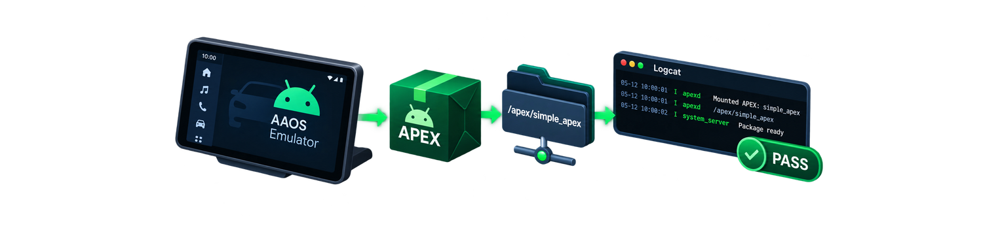 10:00
AAOS
Emulator
APEX
/apex/simple_apex
Logcat
05-12 10:00:01 I apexd Mounted APEX: simple_apex
05-12 10:00:01 I apexd /apex/simple_apex
05-12 10:00:02 I system_server Package ready
PASS